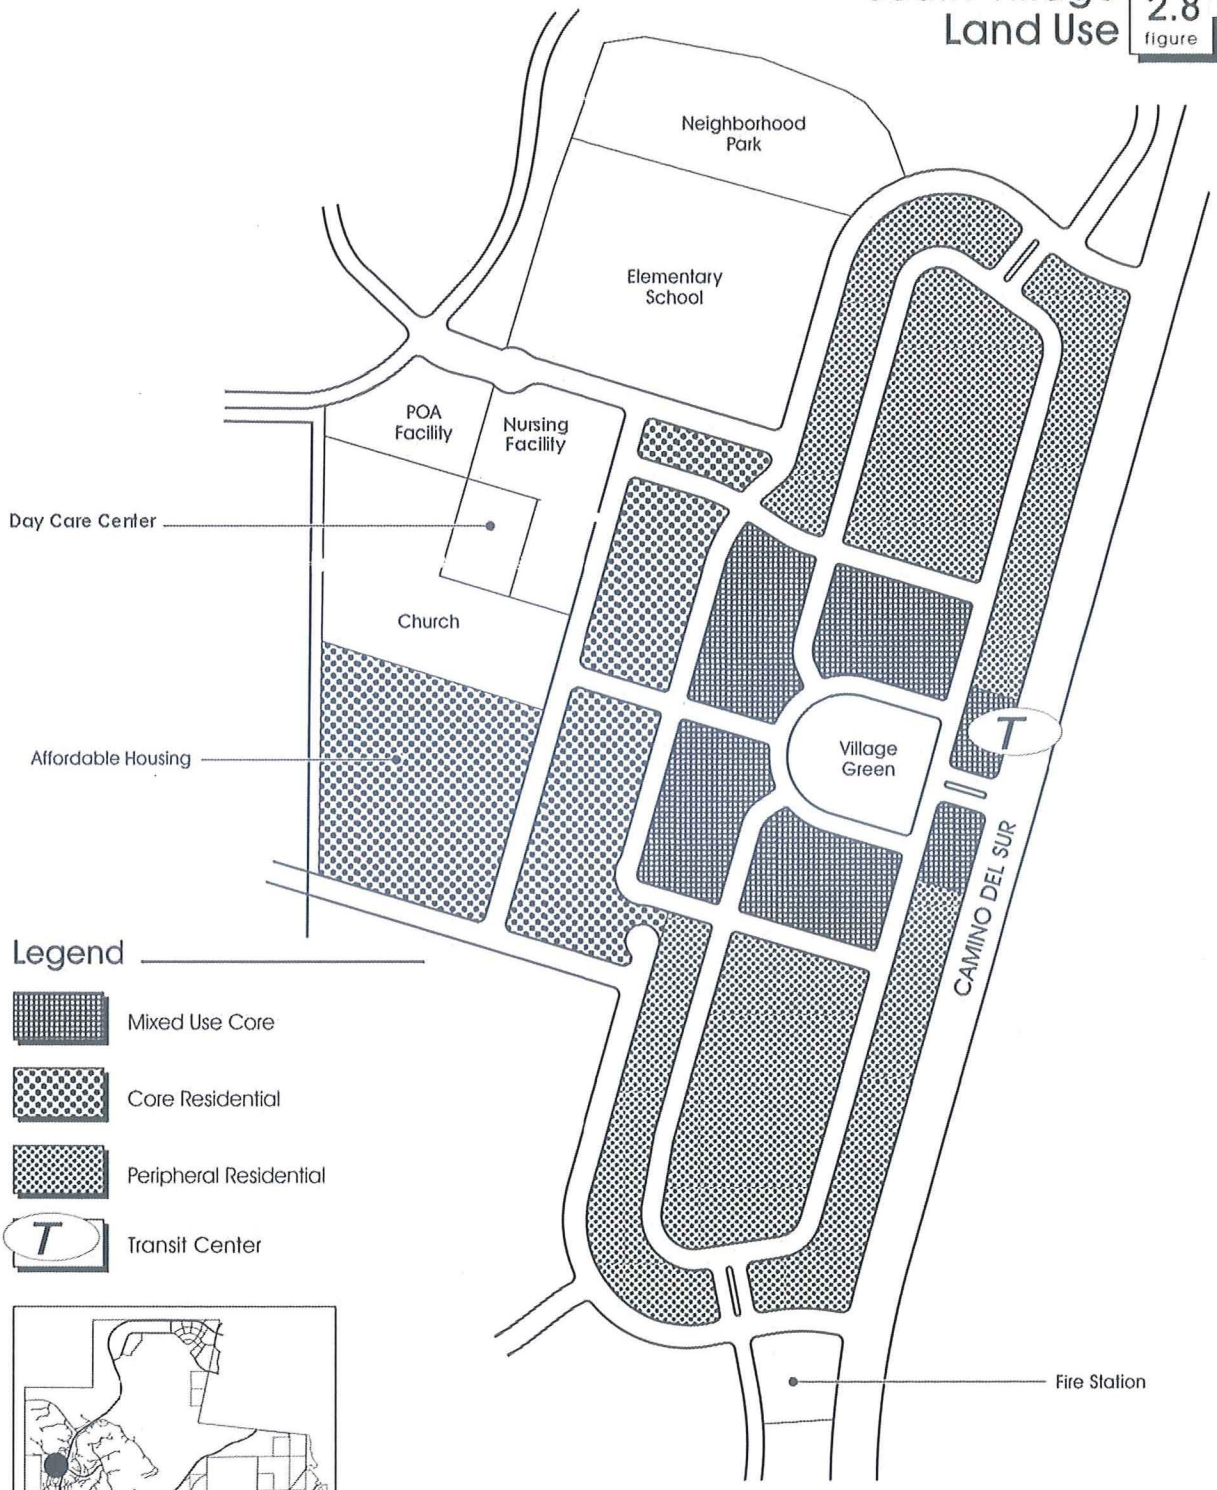 Land Use
2.8
figure
Neighborhood
Park
Elementary
School
POA
Facility
Nursing
Facility
Day Care Center
Church
Affordable Housing
Village
Green
T
CAMINO DEL SUR
Legend
Mixed Use Core
Core Residential
Peripheral Residential
T
Transit Center
Fire Station